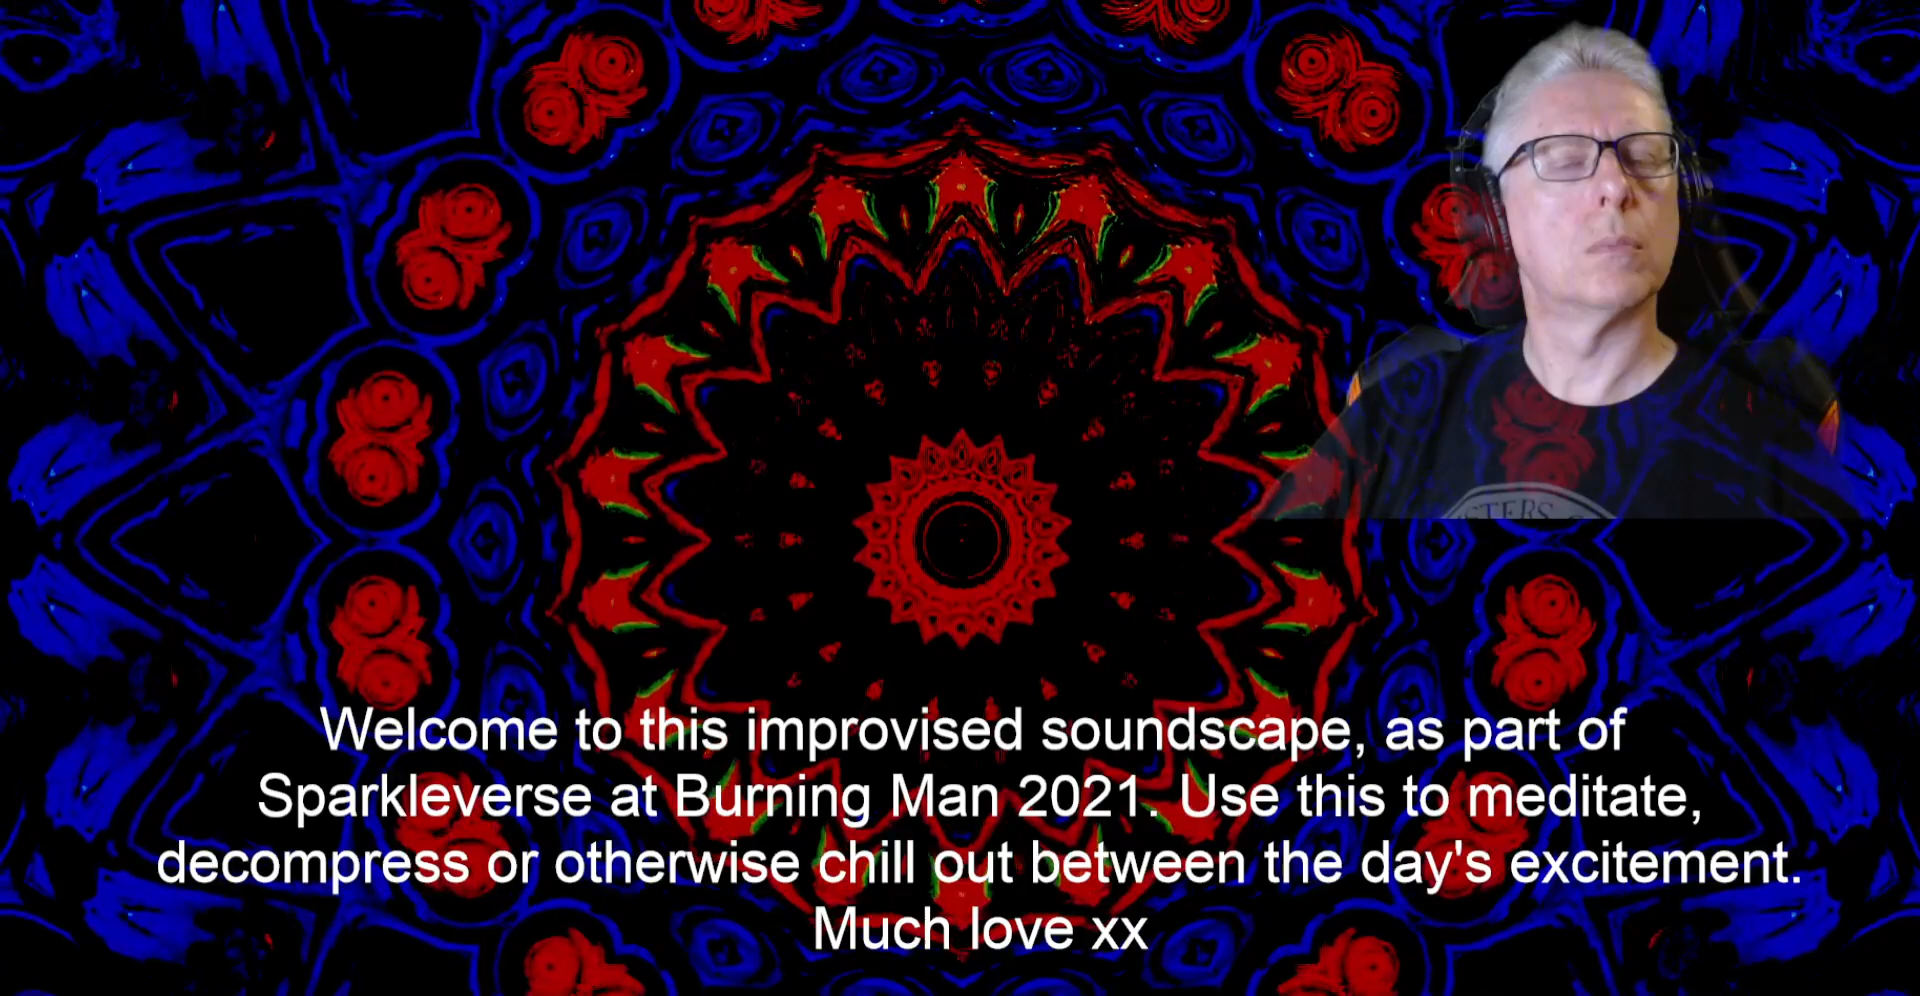 STERS
Welcome to this improvised soundscape, as part of
Sparkleverse at Burning Man 2021. Use this to meditate,
decompress or otherwise chill out between the day's excitement.
Much love xx